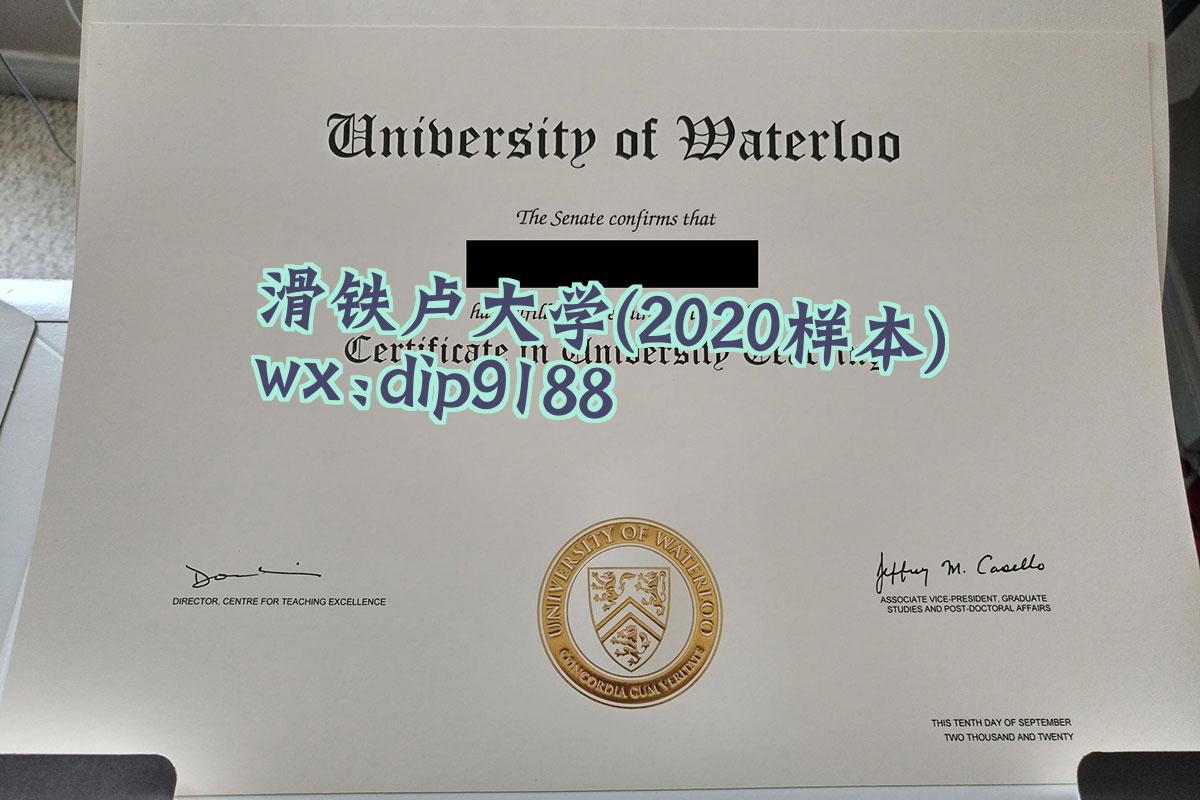 University of Waterloo
The Senate confirms that
滑铁卢大学(2020样本)
Certificate in University
wx:dip9188
UNIVERSITY OF WATERLOO
CONCORDIA CUM VERITATE
Jeffrey M. Casello
DIRECTOR, CENTRE FOR TEACHING EXCELLENCE
ASSOCIATE VICE-PRESIDENT, GRADUATE
STUDIES AND POST-DOCTORAL AFFAIRS
THIS TENTH DAY OF SEPTEMBER
TWO THOUSAND AND TWENTY